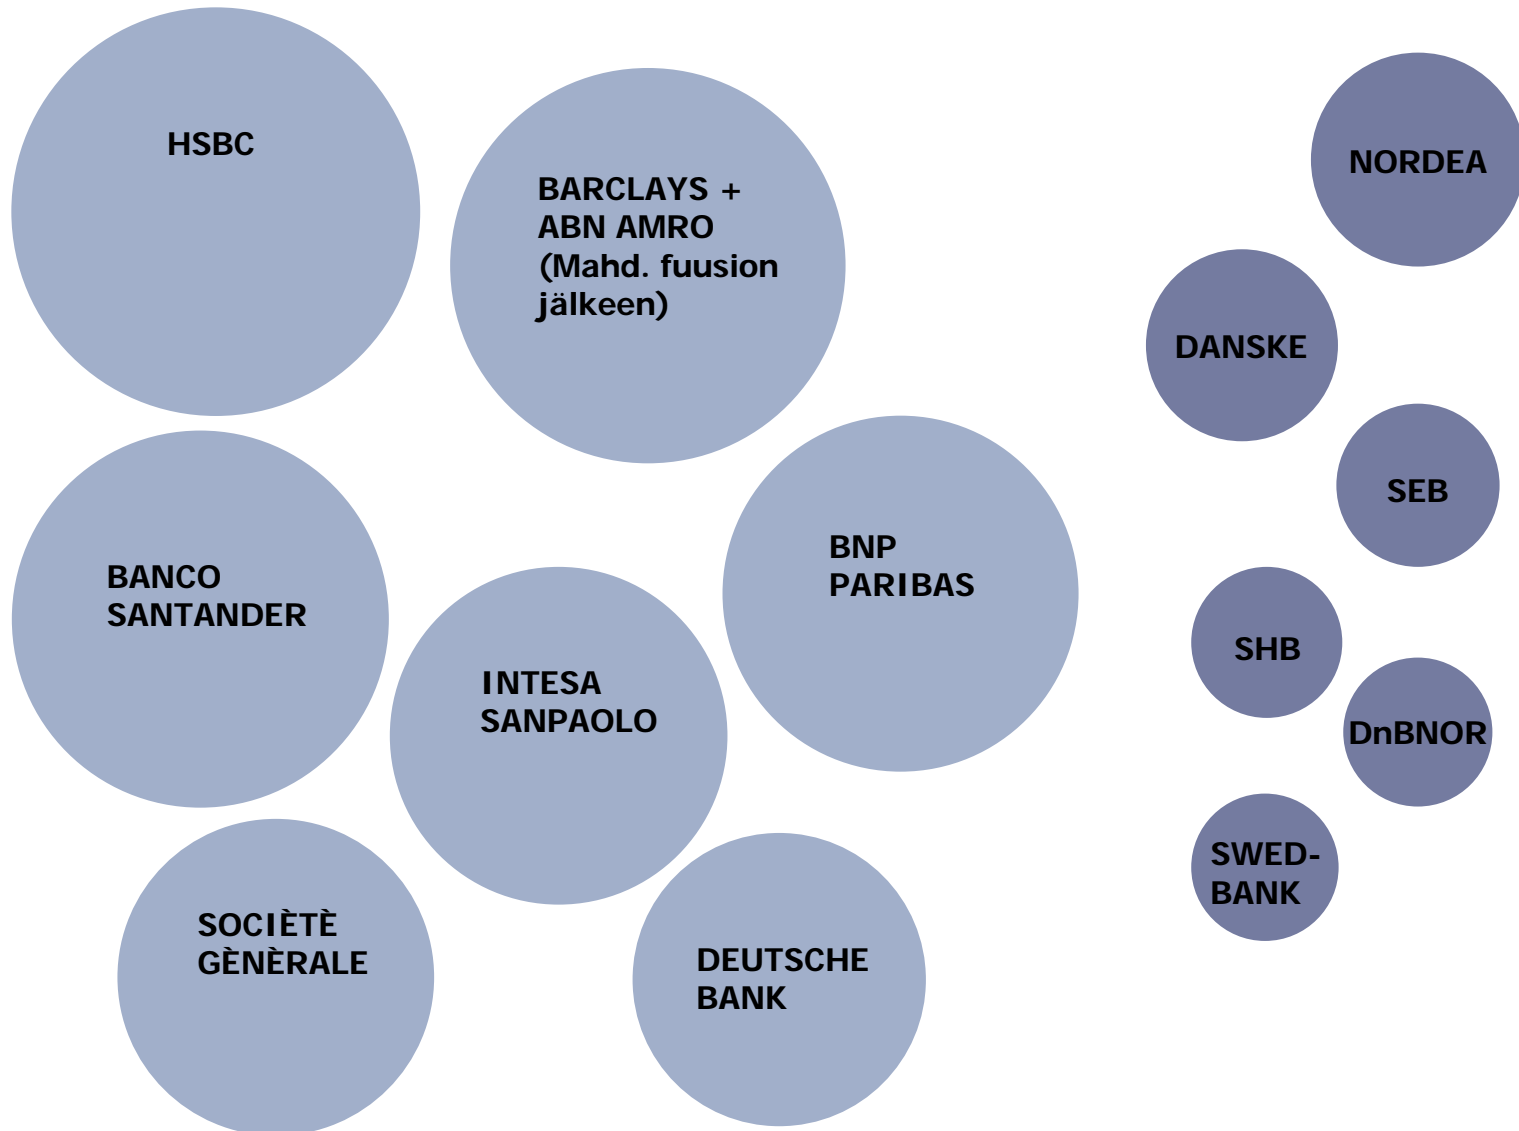 HSBC
BARCLAYS +
ABN AMRO
(Mahd. fuusion
jälkeen)
NORDEA
DANSKE
SEB
BANCO
SANTANDER
BNP
PARIBAS
INTESA
SANPAOLO
SHB
DnBNOR
SWED-
BANK
SOCIÈTÈ
GÈNÈRALE
DEUTSCHE
BANK